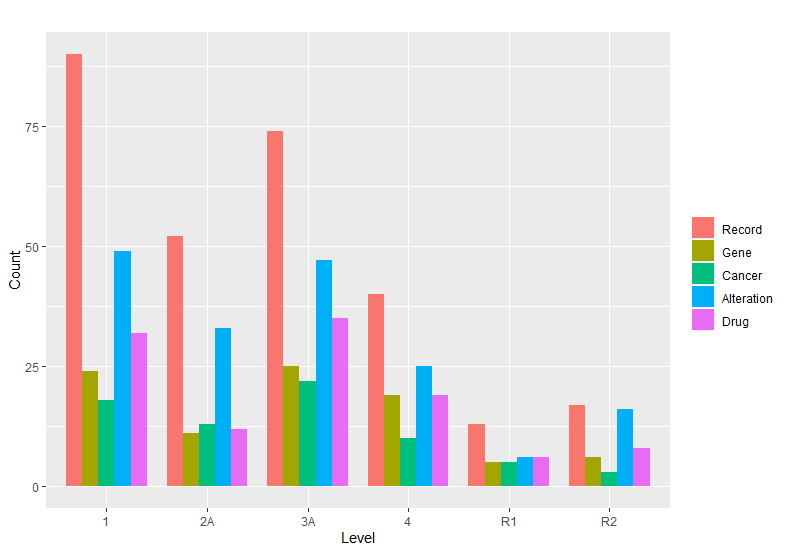 Count
75
50
25
0
1 2A 3A 4 R1 R2
Level
Record
Gene
Cancer
Alteration
Drug